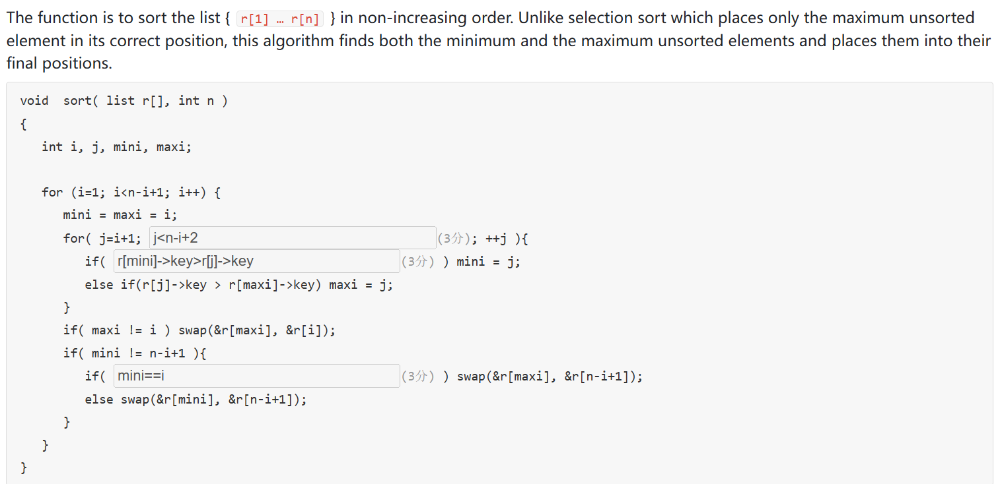 The function is to sort the list { r[1] … r[n] } in non-increasing order. Unlike selection sort which places only the maximum unsorted
element in its correct position, this algorithm finds both the minimum and the maximum unsorted elements and places them into their
final positions.
void  sort( list r[], int n )
{
   int i, j, mini, maxi;
   for (i=1; i<n-i+1; i++) {
      mini = maxi = i;
      for( j=i+1; j<n-i+2 (3分); ++j ){
         if( r[mini]->key>r[j]->key (3分) ) mini = j;
         else if(r[j]->key > r[maxi]->key) maxi = j;
      }
      if( maxi != i ) swap(&r[maxi], &r[i]);
      if( mini != n-i+1 ){
         if( mini==i (3分) ) swap(&r[maxi], &r[n-i+1]);
         else swap(&r[mini], &r[n-i+1]);
      }
   }
}